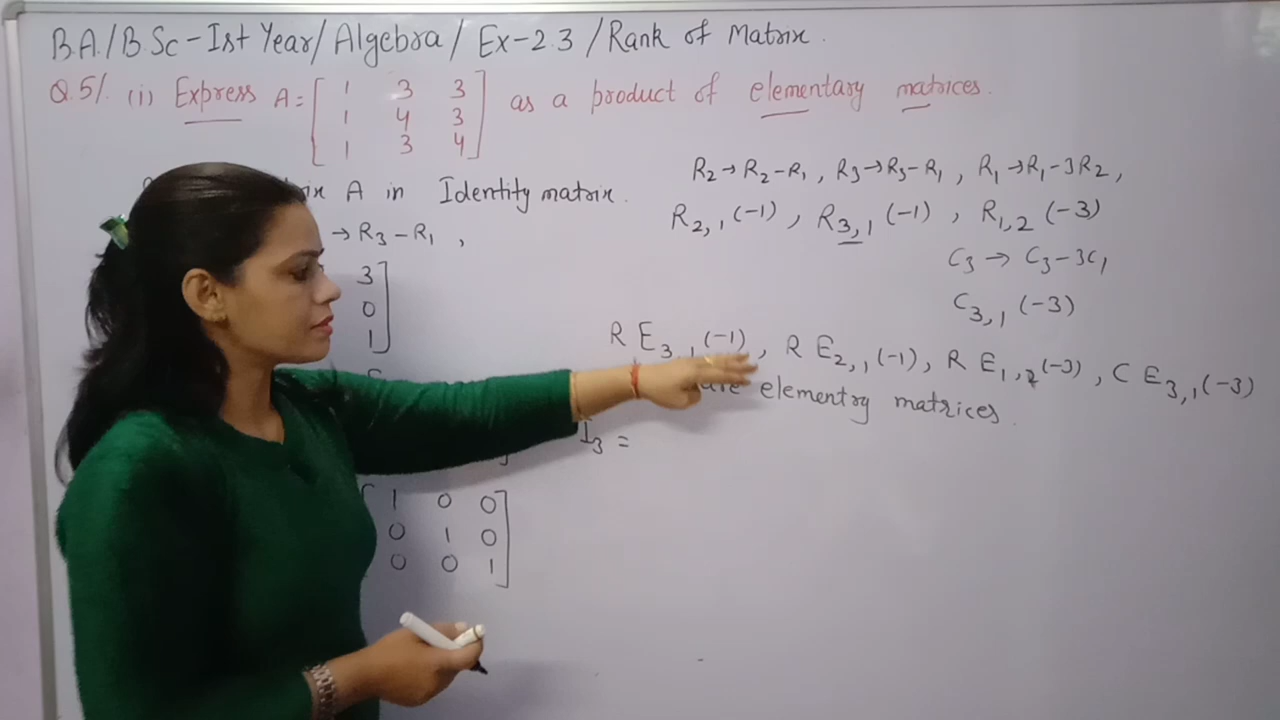 B.A./B.Sc-Ist Year/Algebra/Ex-2.3/Rank of Matrix.
Q.5/. (i) Express A = [ 1 3 3 ] as a product of elementary matrices.
1 4 3
1 3 4
A in Identity matrix.
→ R3-R1 ,
3
0
1
1 0 0
0 1 0
0 0 1
R2→R2-R1, R3→R3-R1, R1→R1-3R2,
R2,1(-1), R3,1(-1), R1,2(-3)
C3→C3-3C1
C3,1(-3)
R E3,1(-1), R E2,1(-1), R E1,2(-3), C E3,1(-3)
are elementry matrices.
I3 =